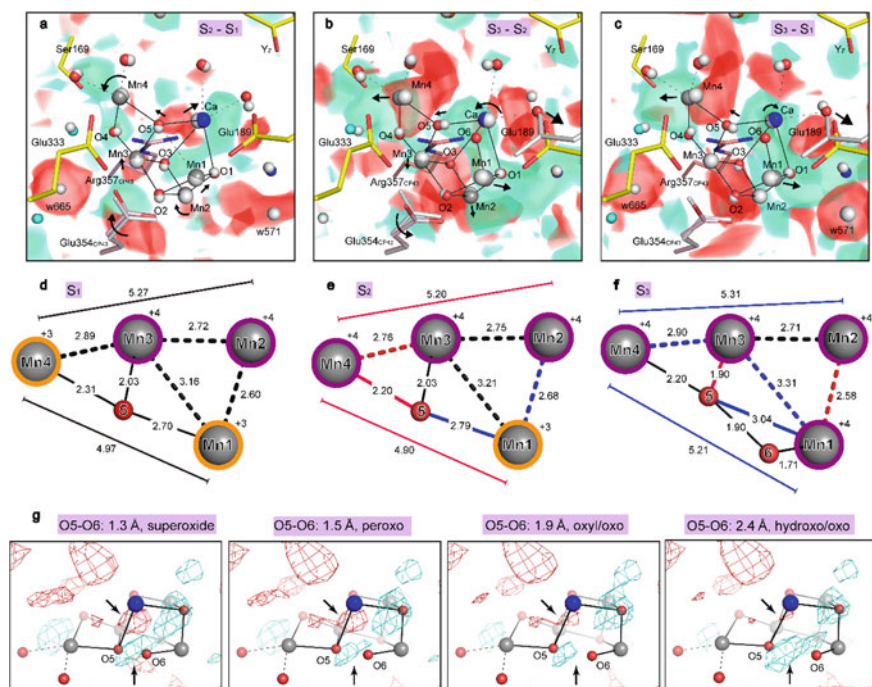 a
S2 - S1
Ser169
YZ
Mn4
Ca
O5
O4
Glu189
Glu333
Mn3
O3
Mn1
O1
Arg357CP43
w665
O2
Mn2
w571
Glu354CP43
b
S3 - S2
Ser169
Mn4
Ca
O5
O6
O4
Glu189
Glu333
Mn3
Mn1
O1
Arg357CP43
O2
Mn2
Glu354CP43
c
S3 - S1
Ser169
YZ
Mn4
Ca
O5
O6
O4
Glu189
Glu333
Mn3
Mn1
O1
Arg357CP43
w665
O2
Mn2
w571
Glu354CP43
d
S1
5.27
+3
+4
+4
Mn4
2.89
Mn3
2.72
Mn2
2.31
2.03
3.16
2.60
5
2.70
+3
Mn1
4.97
e
S2
5.20
+4
+4
+4
Mn4
2.76
Mn3
2.75
Mn2
2.20
2.03
3.21
2.68
5
2.79
+3
Mn1
4.90
f
S3
5.31
+4
+4
+4
Mn4
2.90
Mn3
2.71
Mn2
2.20
1.90
3.31
2.58
5
3.04
1.90
+4
Mn1
6
1.71
5.21
g
O5-O6: 1.3 Å, superoxide
O5-O6: 1.5 Å, peroxo
O5-O6: 1.9 Å, oxyl/oxo
O5-O6: 2.4 Å, hydroxo/oxo
O5
O6
O5
O6
O5
O6
O5
O6